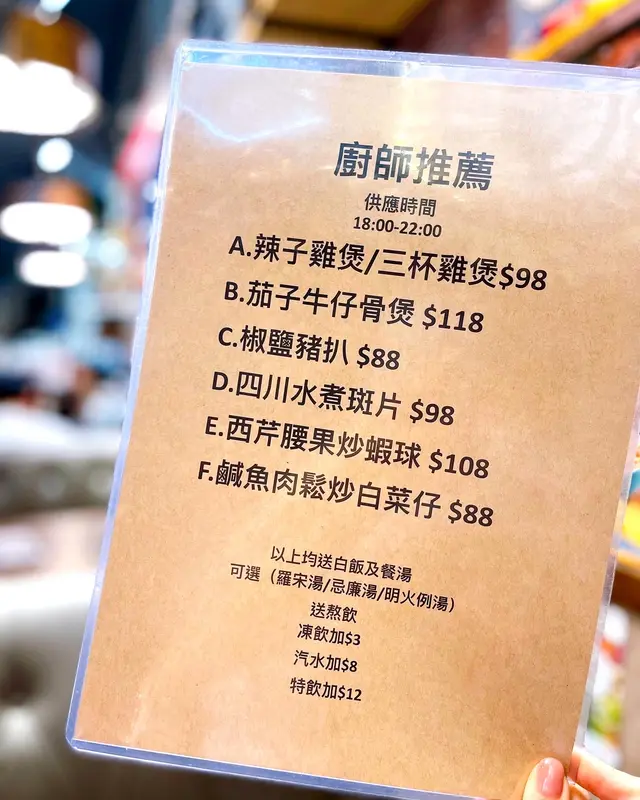 廚師推薦
供應時間
18:00-22:00
A.辣子雞煲/三杯雞煲$98
B.茄子牛仔骨煲 $118
C.椒鹽豬扒 $88
D.四川水煮斑片 $98
E.西芹腰果炒蝦球 $108
F.鹹魚肉鬆炒白菜仔 $88
以上均送白飯及餐湯
可選（羅宋湯/忌廉湯/明火例湯）
送熬飲
凍飲加$3
汽水加$8
特飲加$12